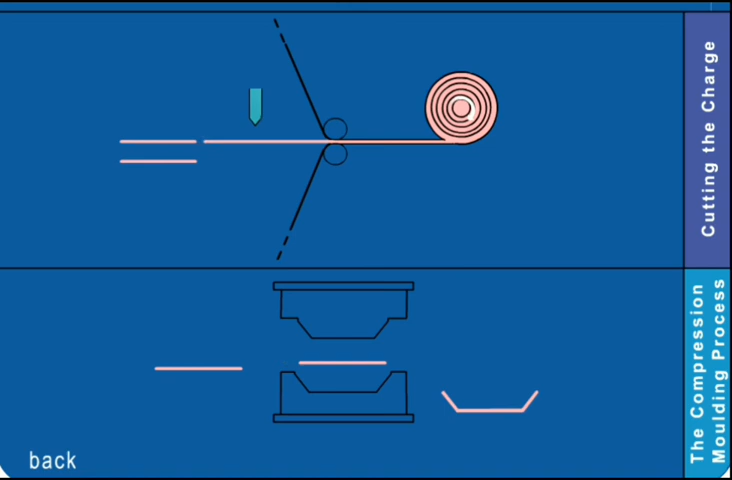 Cutting the Charge
The Compression
Moulding Process
back